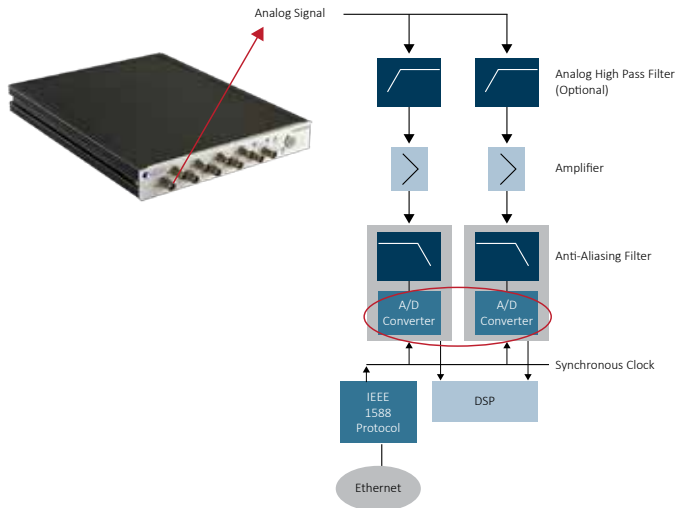 Analog Signal
Analog High Pass Filter
(Optional)
Amplifier
Anti-Aliasing Filter
A/D
Converter
A/D
Converter
Synchronous Clock
IEEE
1588
Protocol
DSP
Ethernet